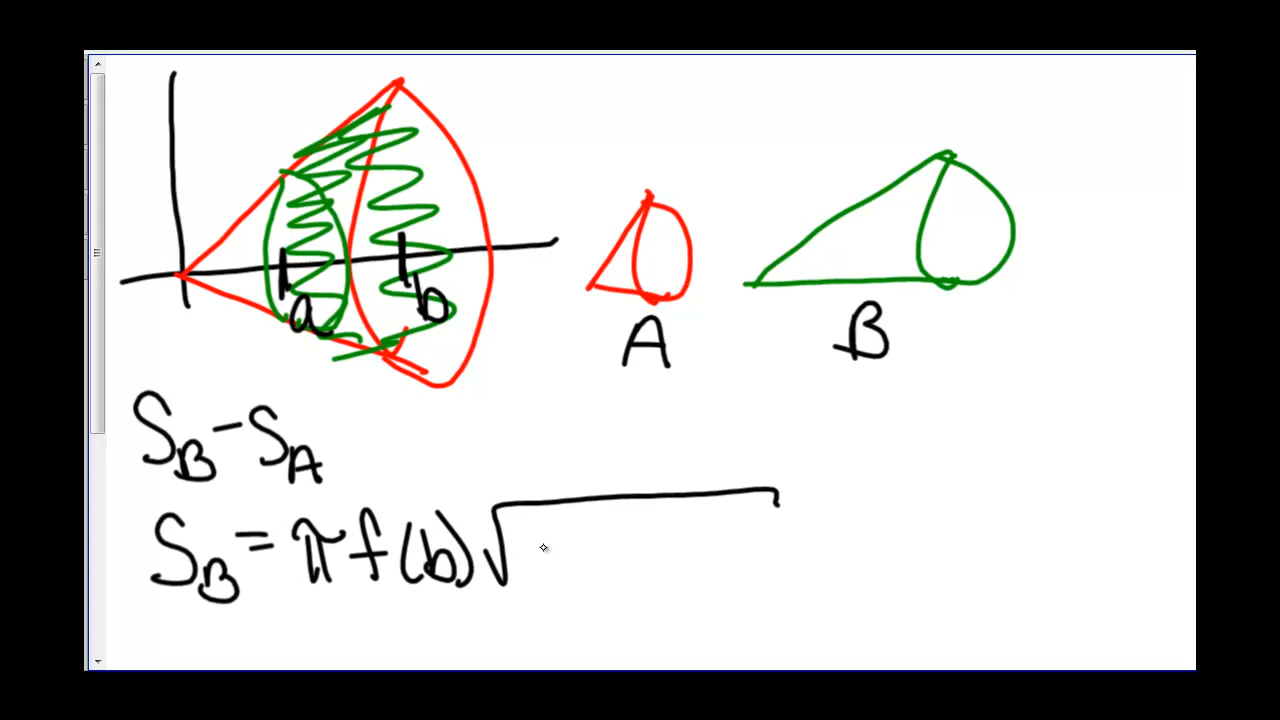 a b
A B
S_B - S_A
S_B = π f(b) √